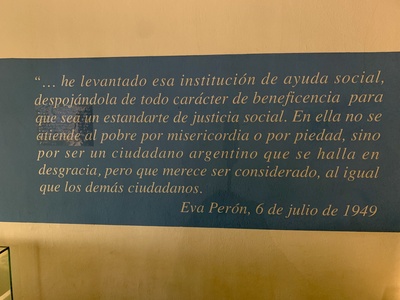 “... he levantado esa institución de ayuda social,
despojándola de todo carácter de beneficencia para
que sea un estandarte de justicia social. En ella no se
atiende al pobre por misericordia o por piedad, sino
por ser un ciudadano argentino que se halla en
desgracia, pero que merece ser considerado, al igual
que los demás ciudadanos.
Eva Perón, 6 de julio de 1949